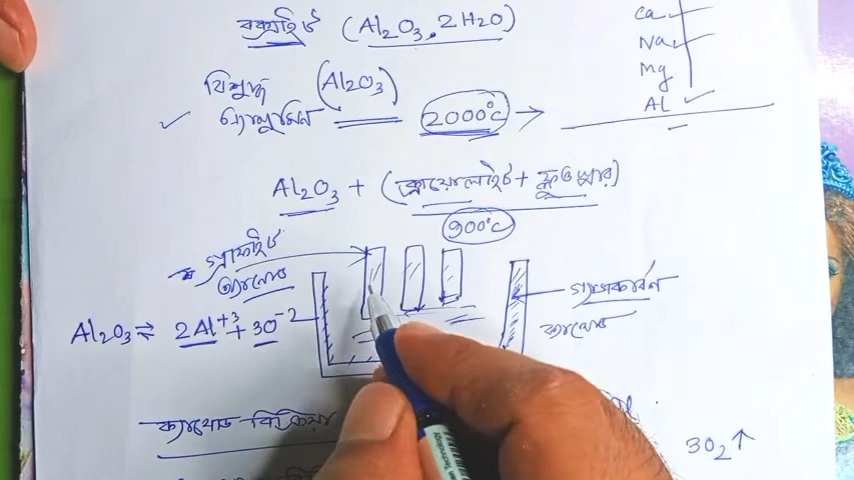 বক্সাইট (Al₂O₃.2H₂O)
Ca
Na
Mg
Al
বিশুদ্ধ (Al₂O₃)
অ্যালুমিনা 2000°C →
Al₂O₃ + (ক্রায়োলাইট + ফ্লুওস্পার)
900°C
গ্রাফাইট
অ্যানোড
গ্যাসকার্বন
ক্যাথোড
Al₂O₃ ⇌ 2Al⁺³ + 3O⁻²
ক্যাথোড বিক্রিয়া
3O₂↑